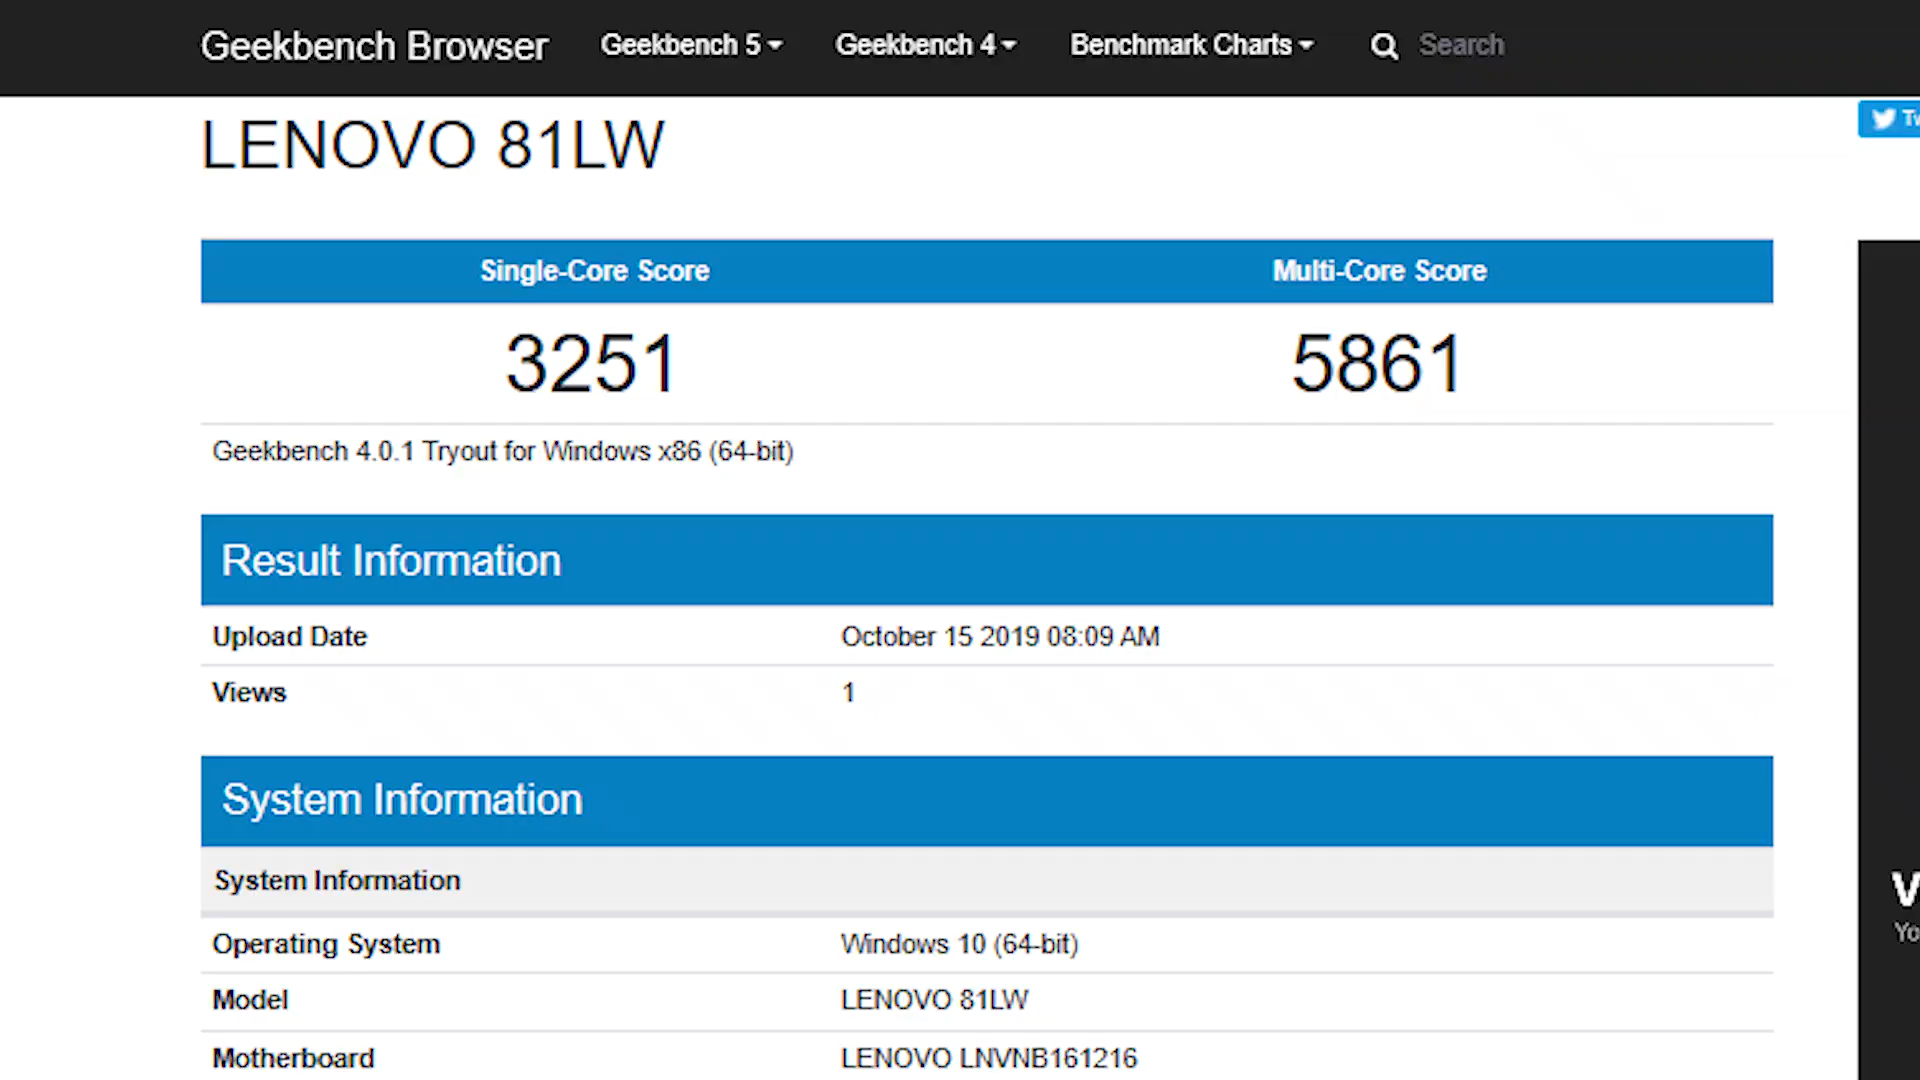 Geekbench Browser Geekbench 5 Geekbench 4 Benchmark Charts Search
LENOVO 81LW
Single-Core Score Multi-Core Score
3251 5861
Geekbench 4.0.1 Tryout for Windows x86 (64-bit)
Result Information
Upload Date October 15 2019 08:09 AM
Views 1
System Information
System Information
Operating System Windows 10 (64-bit)
Model LENOVO 81LW
Motherboard LENOVO LNVNB161216